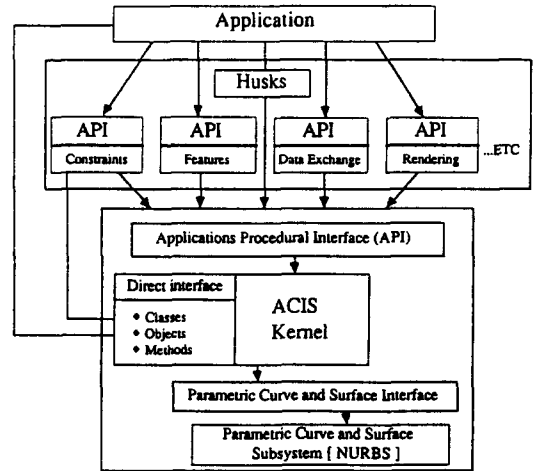 Application
Husks
API
Constraints
API
Features
API
Data Exchange
API
Rendering
...ETC
Applications Procedural Interface (API)
Direct interface
Classes
Objects
Methods
ACIS
Kernel
Parametric Curve and Surface Interface
Parametric Curve and Surface
Subsystem [ NURBS ]